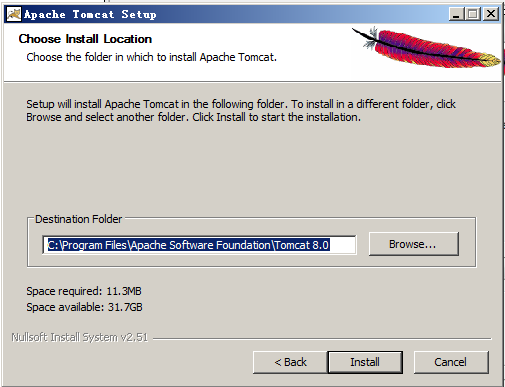 Apache Tomcat Setup
Choose Install Location
Choose the folder in which to install Apache Tomcat.
Setup will install Apache Tomcat in the following folder. To install in a different folder, click
Browse and select another folder. Click Install to start the installation.
Destination Folder
C:\Program Files\Apache Software Foundation\Tomcat 8.0
Browse...
Space required: 11.3MB
Space available: 31.7GB
Nullsoft Install System v2.51
< Back
Install
Cancel